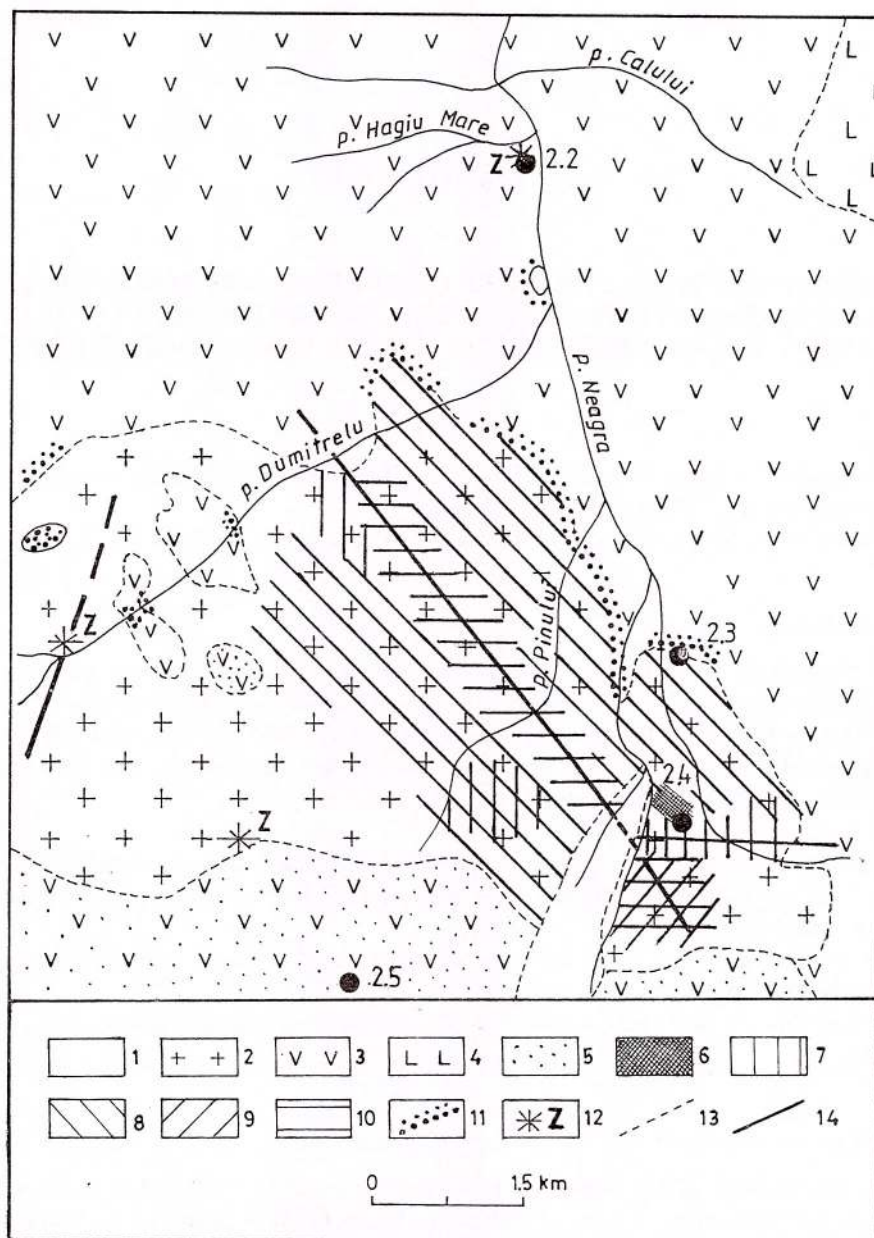 p. Calului
p. Hagiu Mare
Z 2.2
p. Neagra
p. Dumitrelu
Z
p. Pinului
2.3
2.4
Z
2.5
1 + + 2 v v 3 L L 4 5 6 7
8 9 10 11 Z 12 13 14
0 1.5 km